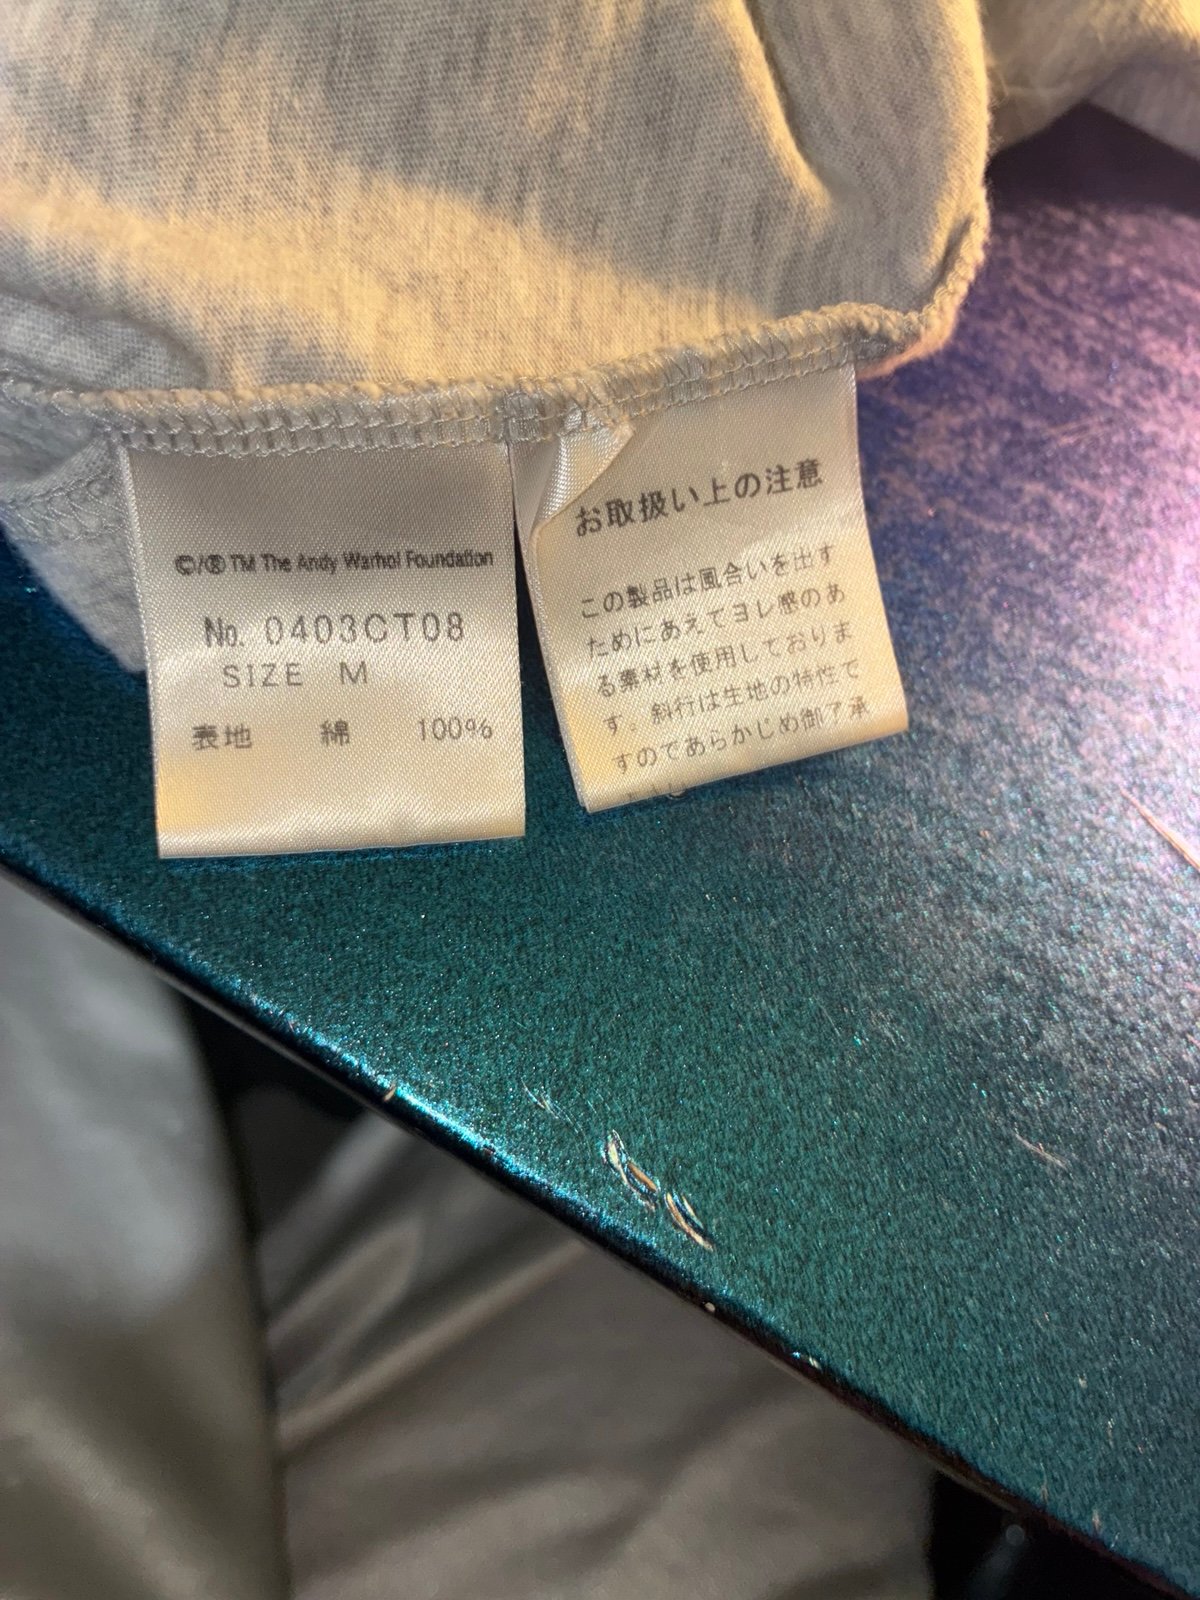 ©/® TM The Andy Warhol Foundation
No. 0403CT08
SIZE M
表地 綿 100%
お取扱い上の注意
この製品は風合いを出す
ためにあえてヨレ感のあ
る素材を使用しておりま
す。斜行は生地の特性で
すのであらかじめ御了承